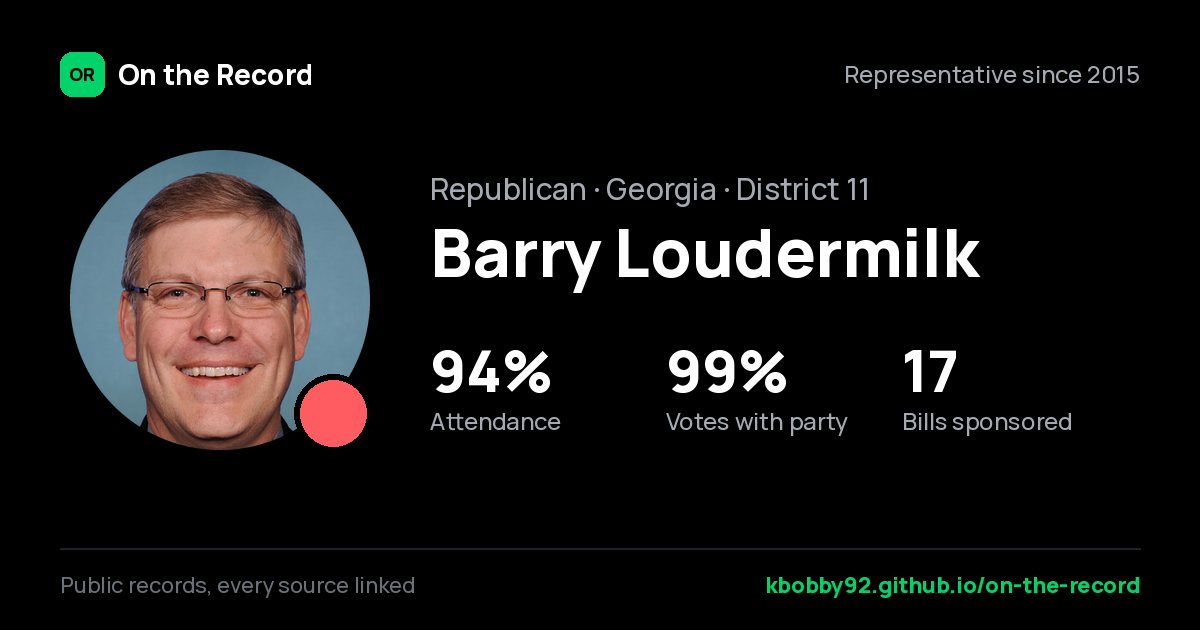 OR On the Record
Representative since 2015
Republican · Georgia · District 11
Barry Loudermilk
94% 99% 17
Attendance Votes with party Bills sponsored
Public records, every source linked
kbobby92.github.io/on-the-record